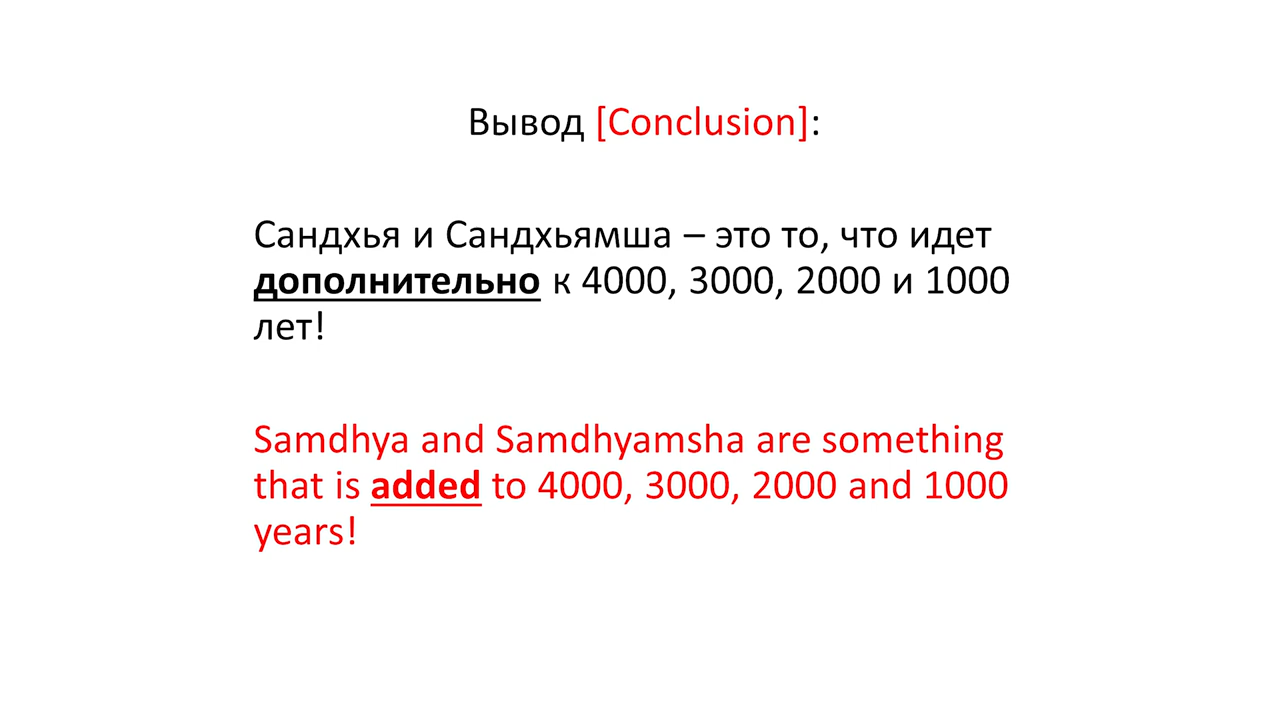 Вывод [Conclusion]:
Сандхья и Сандхьямша – это то, что идет
дополнительно к 4000, 3000, 2000 и 1000
лет!
Samdhya and Samdhyamsha are something
that is added to 4000, 3000, 2000 and 1000
years!